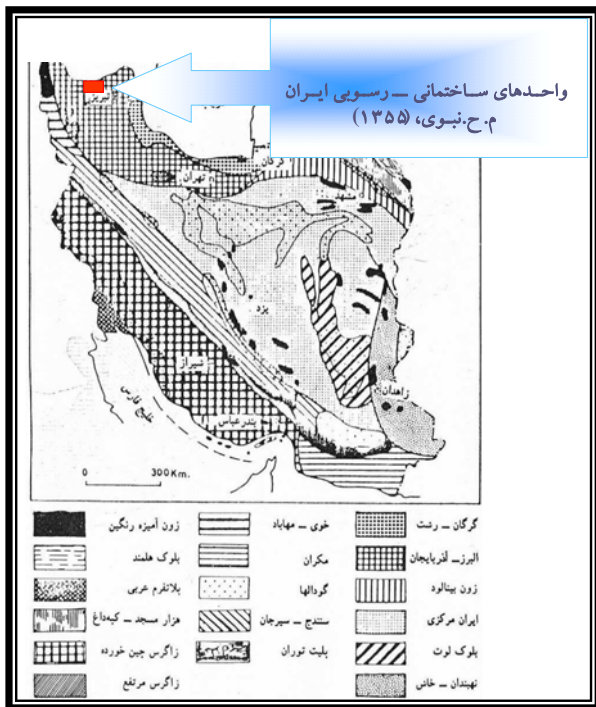 واحدهای ساختمانی – رسوبی ایران
م.ح.نبوی، (۱۳۵۵)
تبریز
گرگان
تهران
مشهد
یزد
شیراز
زاهدان
خلیج فارس
بندرعباس
0 300 Km.
گرگان – رشت
خوی – مهاباد
زون آمیزه رنگین
البرز – آذربایجان
مکران
بلوک هلمند
زون بینالود
گودالها
پلاتفرم عربی
ایران مرکزی
سنندج – سیرجان
هزار مسجد – کپه‌داغ
بلوک لوت
پلیت توران
زاگرس چین خورده
نهبندان – خاش
زاگرس مرتفع